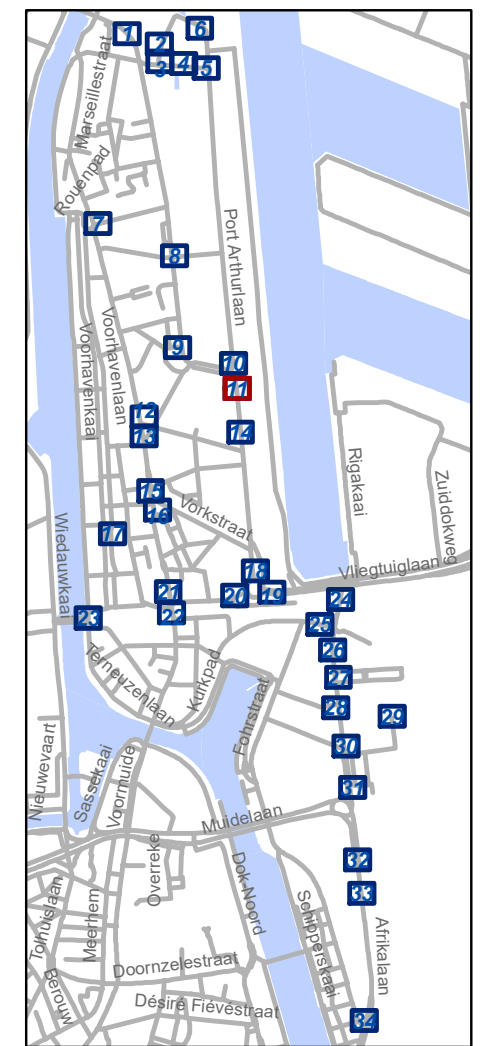 1
2
6
3
4
5
Marseillestraat
Rouenpad
7
8
Port Arthurlaan
9
10
11
Voorhavenlaan
Voorhavenkaai
12
13
14
15
16
17
Vorkstraat
Rigakaai
Zuiddokweg
Wiedauwkaai
Vliegtuiglaan
18
19
20
21
22
23
24
25
26
27
28
29
30
31
Terneuzenlaan
Kurkpad
Fohrstraat
Nieuwevaart
Sassekaai
Voormuide
Muidelaan
Overreke
32
33
Dok-Noord
Tolhuislaan
Meerhem
Schipperskaai
Afrikalaan
Doornzelestraat
Berouw
Désiré Fiévéstraat
34